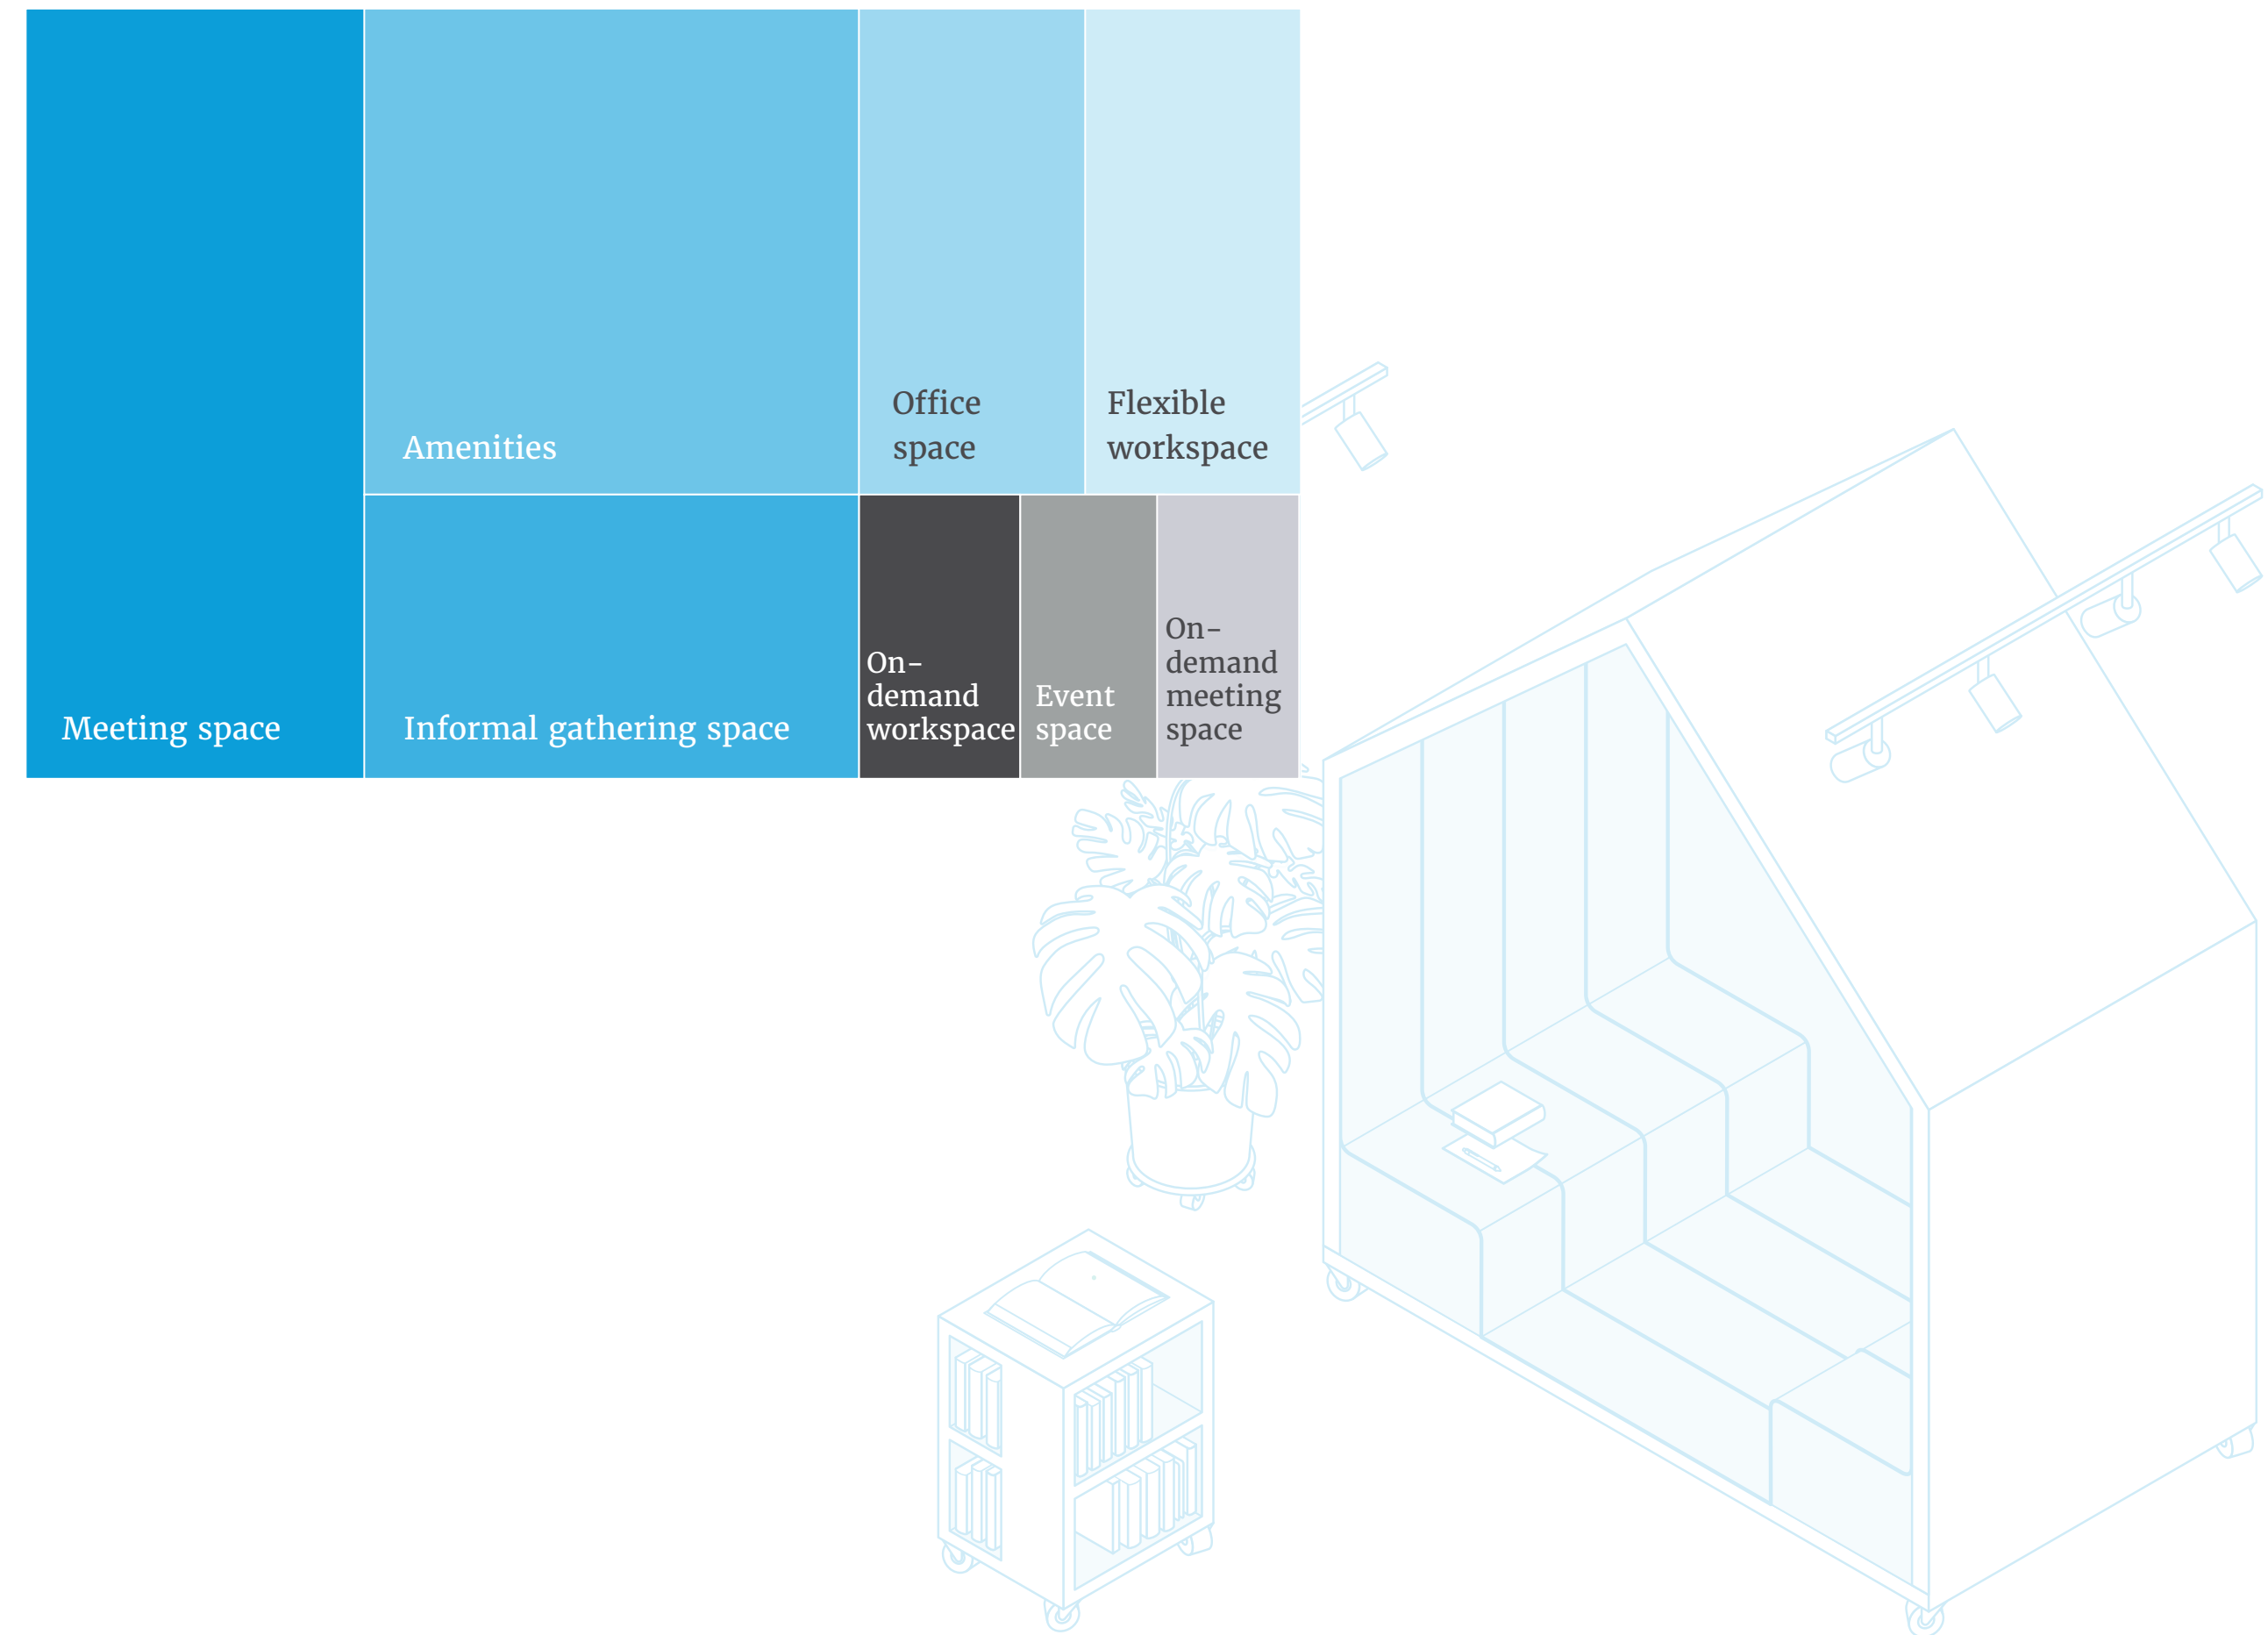 Meeting space
Amenities
Informal gathering space
Office
space
Flexible
workspace
On-
demand
workspace
Event
space
On-
demand
meeting
space